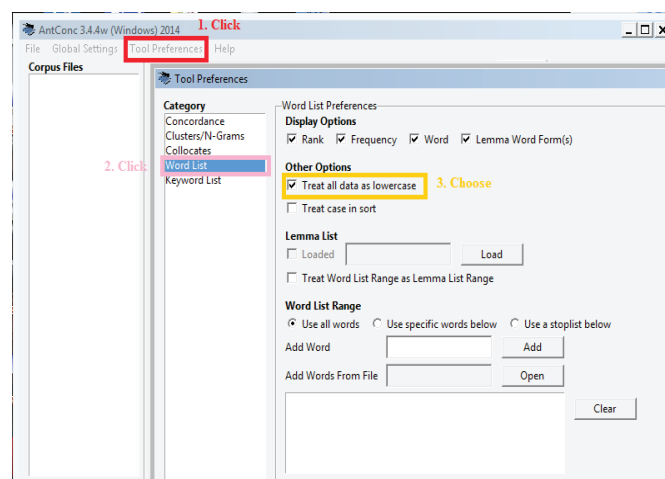 AntConc 3.4.4w (Windows) 2014
1. Click
File Global Settings Tool Preferences Help
Corpus Files
Tool Preferences
Category
Concordance
Clusters/N-Grams
Collocates
2. Click
Word List
Keyword List
Word List Preferences
Display Options
Rank Frequency Word Lemma Word Form(s)
Other Options
Treat all data as lowercase
3. Choose
Treat case in sort
Lemma List
Loaded Load
Treat Word List Range as Lemma List Range
Word List Range
Use all words Use specific words below Use a stoplist below
Add Word Add
Add Words From File Open
Clear